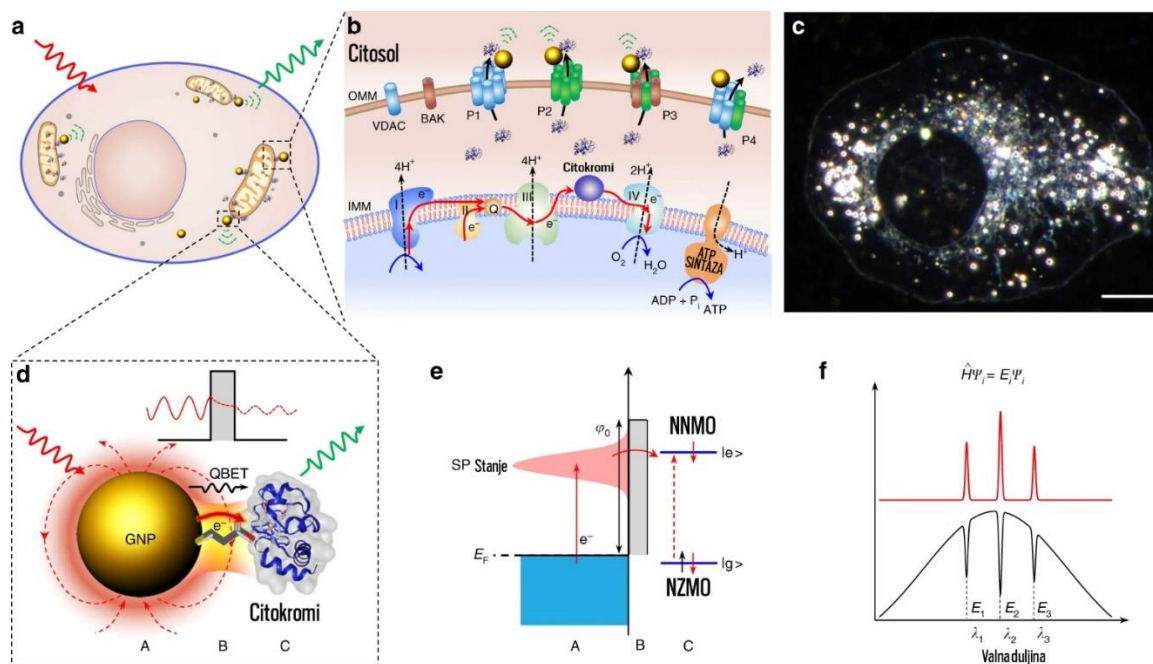 a
b
Citosol
OMM
VDAC
BAK
P1
P2
P3
P4
4H+
4H+
Citokromi
2H+
IMM
I
e-
II
e-
Q
III
e-
IV
e-
O2
H2O
H+
ATP
SINTAZA
ADP + Pi
ATP
c
d
QBET
GNP
e–
Citokromi
A
B
C
e
φ0
NNMO
|e>
SP Stanje
e–
EF
|g>
NZMO
A
B
C
f
ĤΨi = EiΨi
E1
E2
E3
λ1
λ2
λ3
Valna duljina